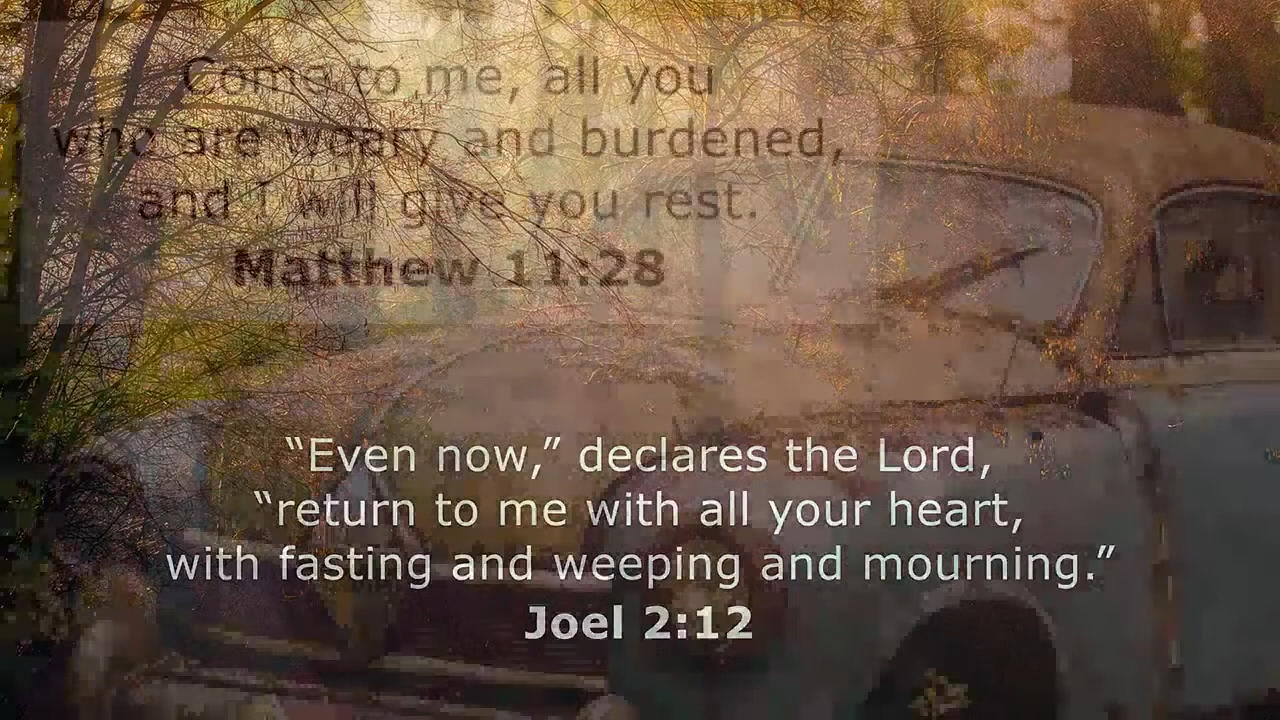 Come to me, all you
who are weary and burdened,
and I will give you rest.
Matthew 11:28
“Even now,” declares the Lord,
“return to me with all your heart,
with fasting and weeping and mourning.”
Joel 2:12